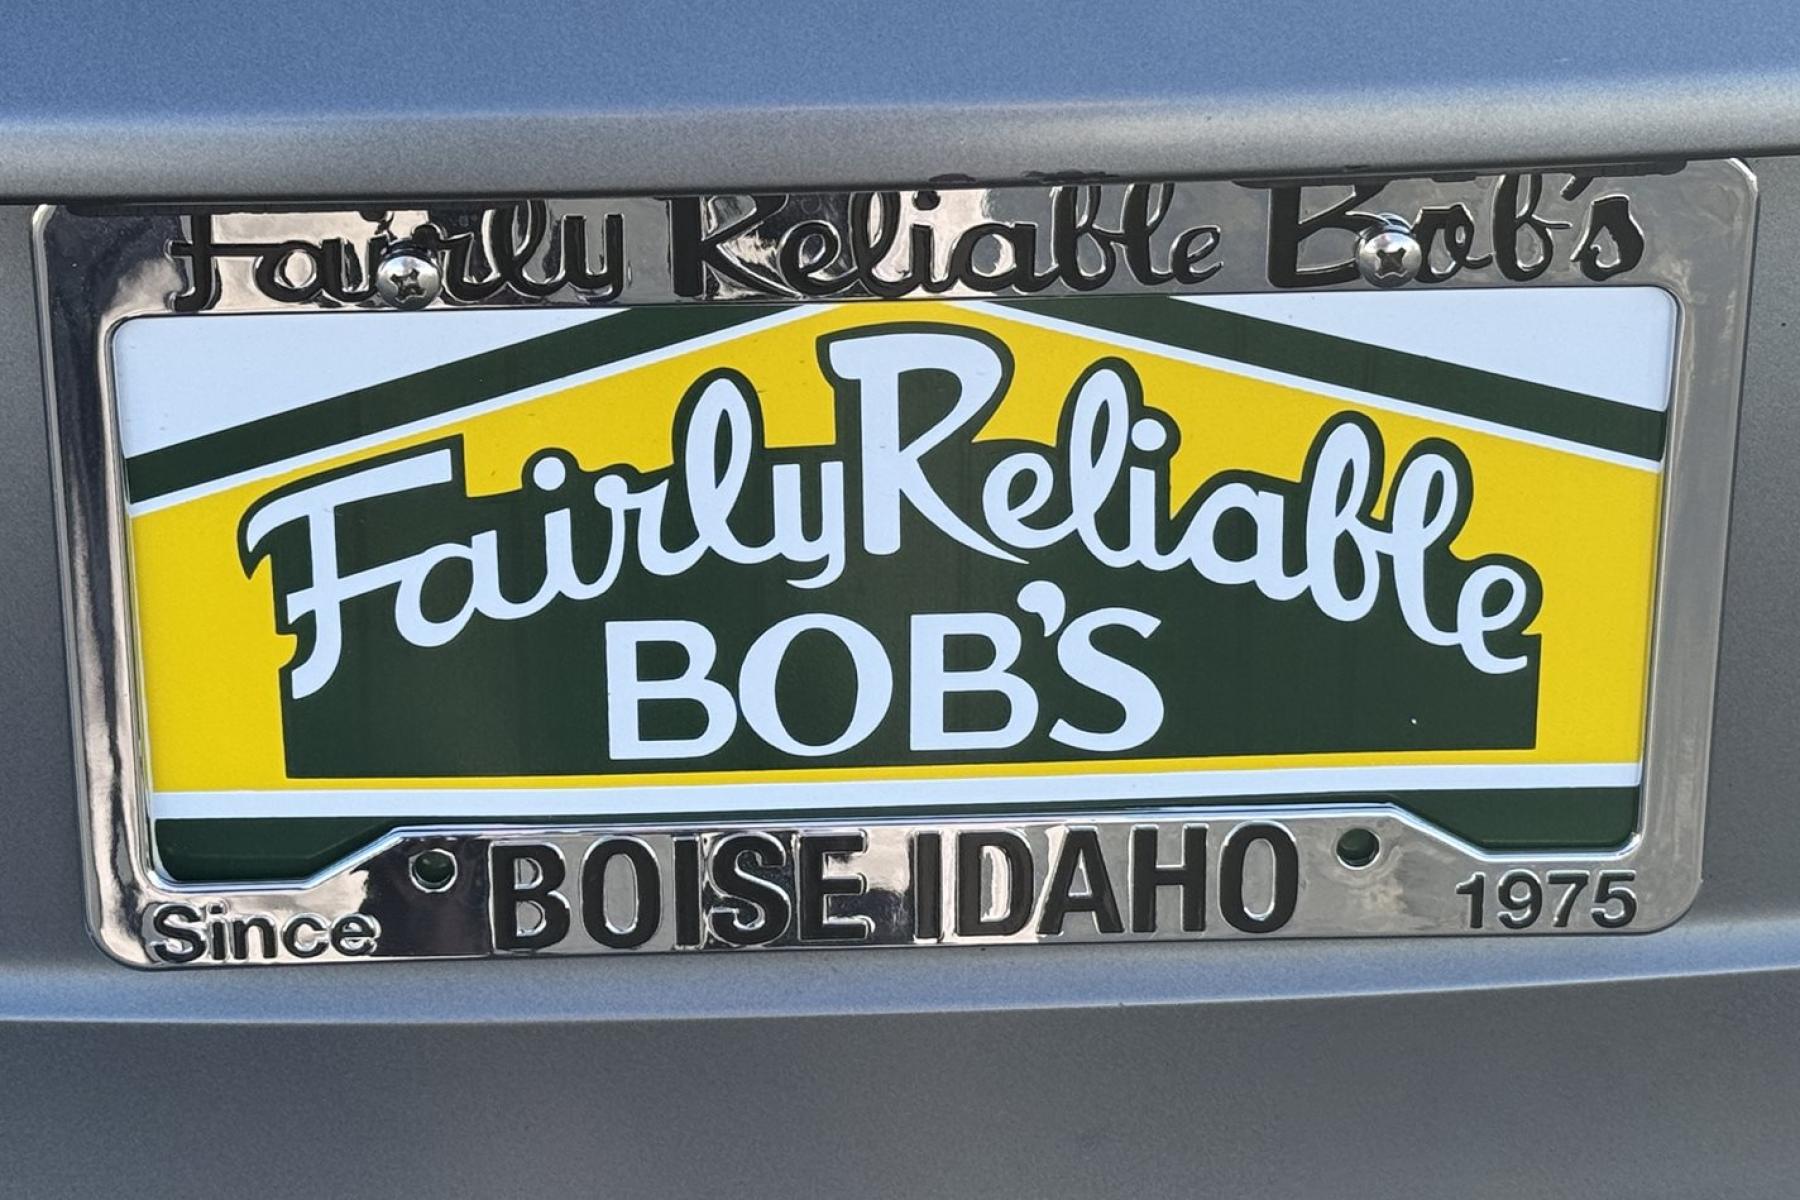 Fairly Reliable Bob's
Fairly Reliable
BOB'S
Since BOISE IDAHO 1975